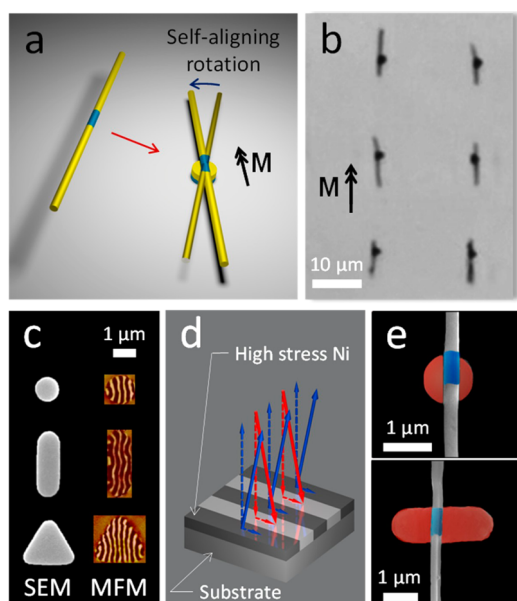 a
Self-aligning
rotation
M
b
M
10 µm
c
1 µm
SEM
MFM
d
High stress Ni
Substrate
e
1 µm
1 µm